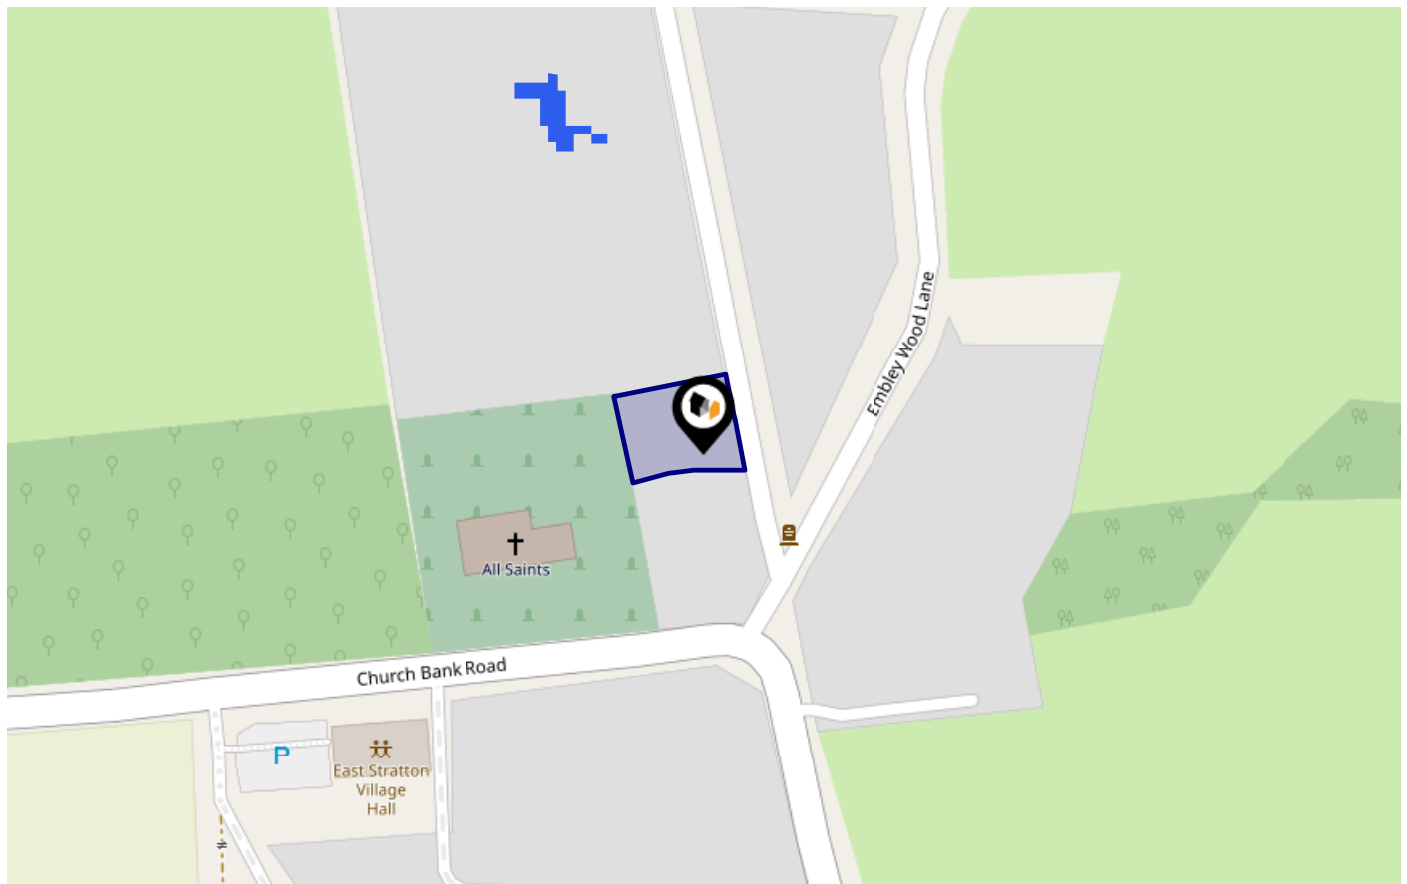 Embley Wood Lane
All Saints
Church Bank Road
P
East Stratton
Village
Hall